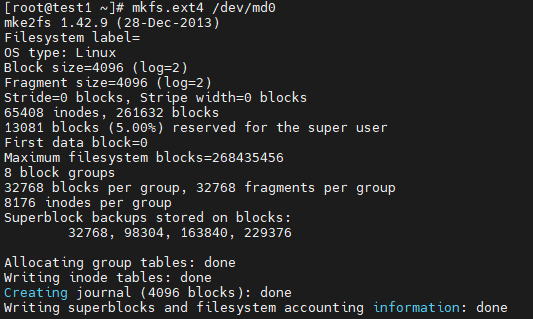 [root@test1 ~]# mkfs.ext4 /dev/md0
mke2fs 1.42.9 (28-Dec-2013)
Filesystem label=
OS type: Linux
Block size=4096 (log=2)
Fragment size=4096 (log=2)
Stride=0 blocks, Stripe width=0 blocks
65408 inodes, 261632 blocks
13081 blocks (5.00%) reserved for the super user
First data block=0
Maximum filesystem blocks=268435456
8 block groups
32768 blocks per group, 32768 fragments per group
8176 inodes per group
Superblock backups stored on blocks:
        32768, 98304, 163840, 229376

Allocating group tables: done
Writing inode tables: done
Creating journal (4096 blocks): done
Writing superblocks and filesystem accounting information: done